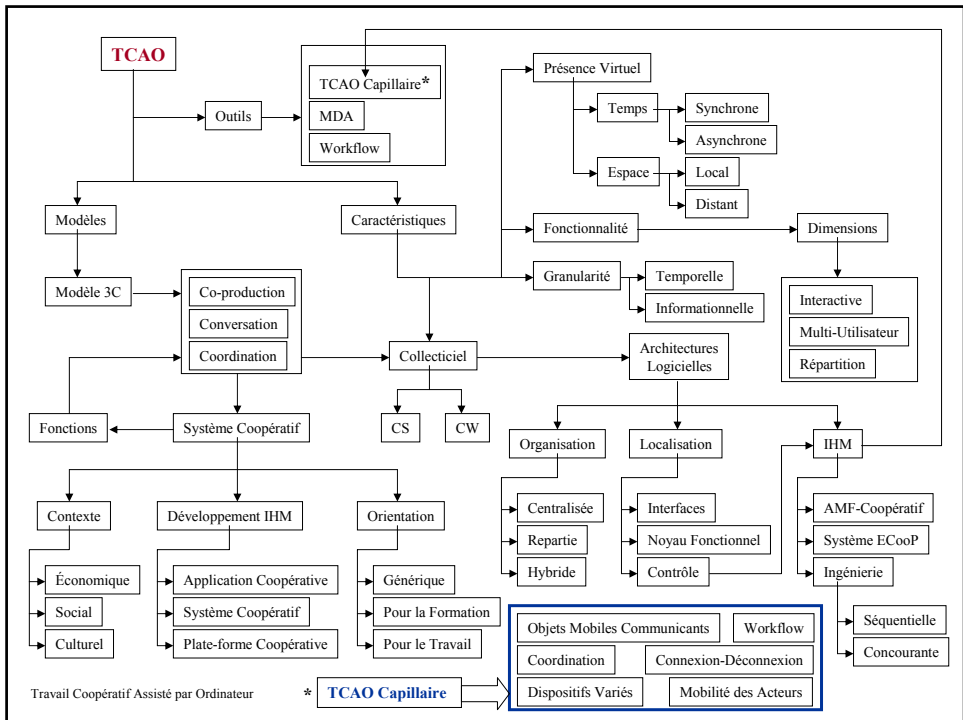 TCAO
Outils
TCAO Capillaire*
MDA
Workflow
Présence Virtuel
Temps
Synchrone
Asynchrone
Espace
Local
Distant
Modèles
Caractéristiques
Fonctionnalité
Dimensions
Modèle 3C
Co-production
Conversation
Coordination
Granularité
Temporelle
Informationnelle
Interactive
Multi-Utilisateur
Répartition
Collecticiel
Architectures
Logicielles
Fonctions
Système Coopératif
CS
CW
Organisation
Localisation
IHM
Contexte
Développement IHM
Orientation
Centralisée
Repartie
Hybride
Interfaces
Noyau Fonctionnel
Contrôle
AMF-Coopératif
Système ECooP
Ingénierie
Économique
Social
Culturel
Application Coopérative
Système Coopératif
Plate-forme Coopérative
Générique
Pour la Formation
Pour le Travail
Séquentielle
Concourante
Objets Mobiles Communicants
Workflow
Coordination
Connexion-Déconnexion
Dispositifs Variés
Mobilité des Acteurs
Travail Coopératif Assisté par Ordinateur
* TCAO Capillaire